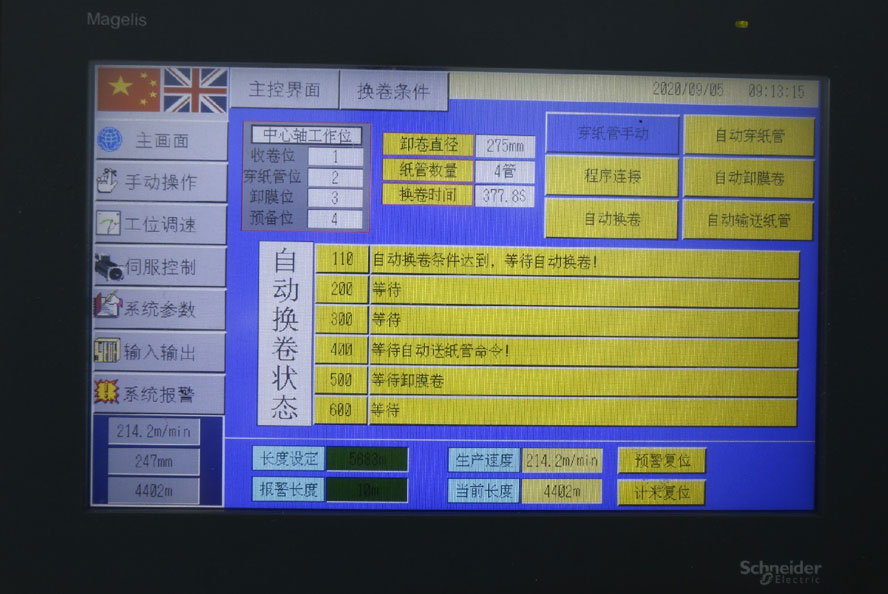 Magelis
主控界面
换卷条件
2020/09/05 09:13:15
主画面
手动操作
工位调速
伺服控制
系统参数
输入输出
系统报警
214.2m/min
247mm
4402m
中心轴工作位
收卷位 1
穿纸管位 2
卸膜位 3
预备位 4
卸卷直径 275mm
纸管数量 4管
换卷时间 377.8S
穿纸管手动
自动穿纸管
程序连接
自动卸膜卷
自动换卷
自动输送纸管
自动换卷状态
110 自动换卷条件达到，等待自动换卷！
200 等待
300 等待
400 等待自动送纸管命令！
500 等待卸膜卷
600 等待
长度设定
报警长度 10m
生产速度 214.2m/min
当前长度 4402m
预警复位
计米复位
Schneider
Electric